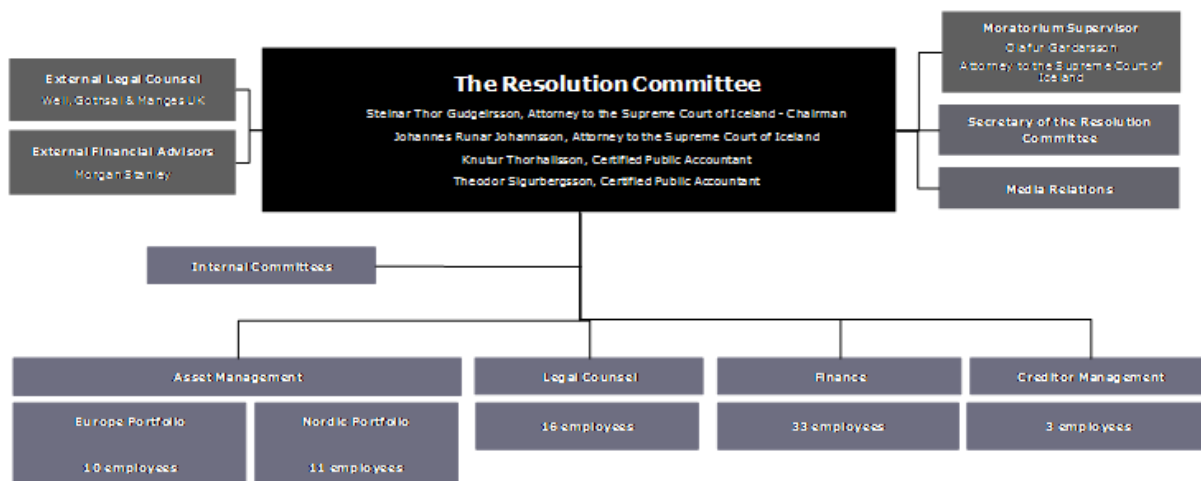 External Legal Counsel
Weil, Gothsal & Manges UK
External Financial Advisors
Morgan Stanley
The Resolution Committee
Steinar Thor Gudgeirsson, Attorney to the Supreme Court of Iceland - Chairman
Johannes Runar Johannsson, Attorney to the Supreme Court of Iceland
Knutur Thorhallsson, Certified Public Accountant
Theodor Sigurbergsson, Certified Public Accountant
Moratorium Supervisor
Olafur Gardarsson
Attorney to the Supreme Court of
Iceland
Secretary of the Resolution
Committee
Media Relations
Internal Committees
Asset Management
Europe Portfolio
10 employees
Nordic Portfolio
11 employees
Legal Counsel
16 employees
Finance
33 employees
Creditor Management
3 employees